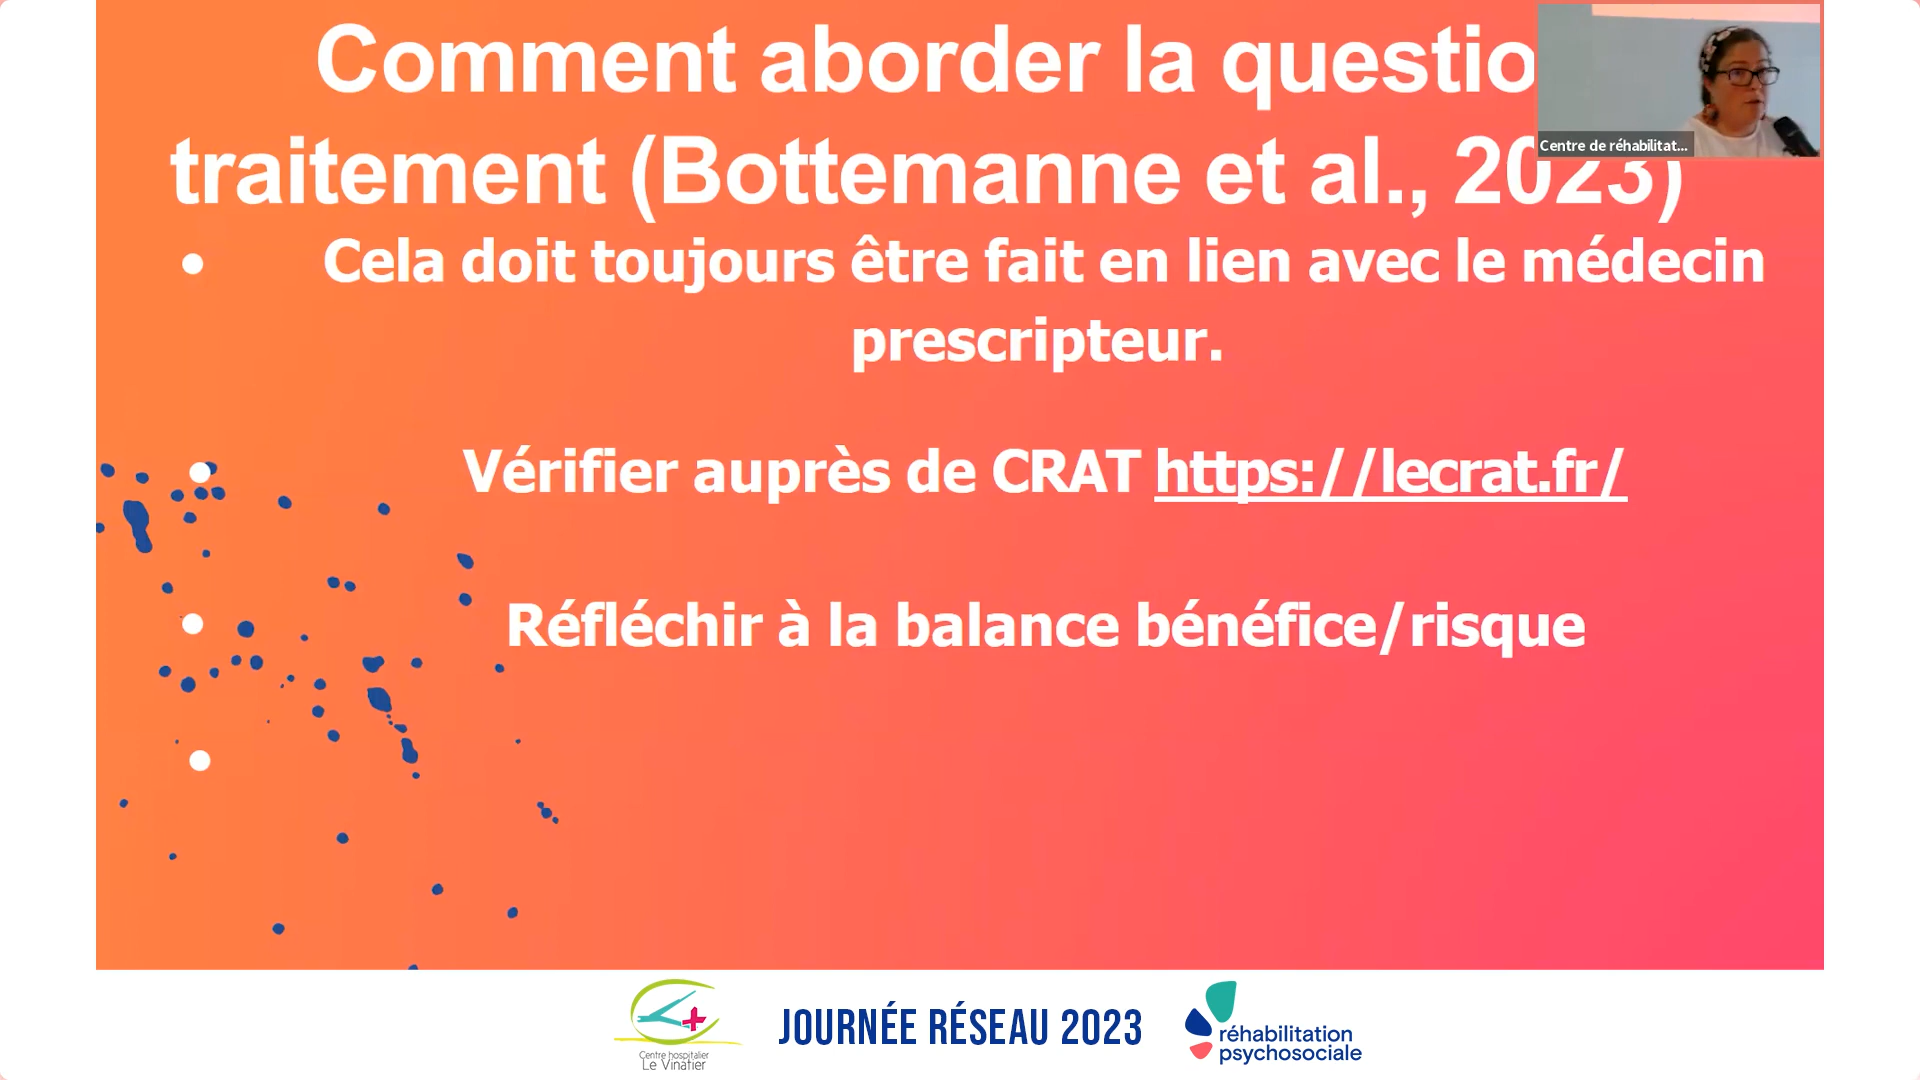 Comment aborder la questio
traitement (Bottemanne et al., 2023)
Centre de réhabilitat...
• Cela doit toujours être fait en lien avec le médecin
prescripteur.
• Vérifier auprès de CRAT https://lecrat.fr/
• Réfléchir à la balance bénéfice/risque
•
Centre hospitalier
Le Vinatier
JOURNÉE RÉSEAU 2023
réhabilitation
psychosociale